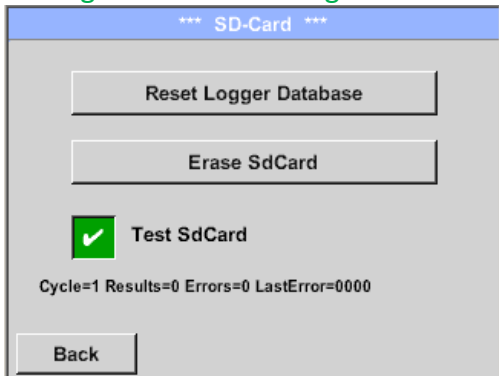 *** SD-Card ***
Reset Logger Database
Erase SdCard
Test SdCard
Cycle=1 Results=0 Errors=0 LastError=0000
Back